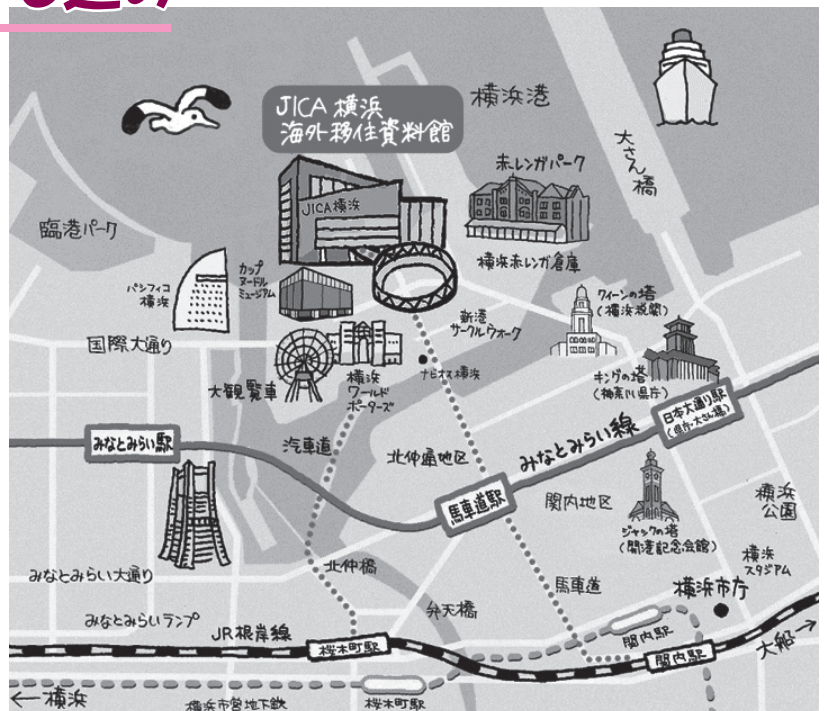 JICA 横浜
海外移住資料館
横浜港
大さん橋
赤レンガパーク
JICA横浜
臨港パーク
横浜赤レンガ倉庫
パシフィコ
横浜
カップ
ヌードル
ミュージアム
クイーンの塔
(横浜税関)
新港
サークルウォーク
国際大通り
キングの塔
(神奈川県庁)
ナビオス横浜
大観覧車
横浜
ワールド
ポーターズ
日本大通り駅
(県庁・大さん橋)
みなとみらい線
みなとみらい駅
汽車道
北仲通地区
馬車道駅
関内地区
横浜
公園
ジャックの塔
(開港記念会館)
横浜
スタジアム
北仲橋
みなとみらい大通り
馬車道
横浜市庁
弁天橋
みなとみらいランプ
JR根岸線
桜木町駅
関内駅
関内駅
大船
横浜
横浜市営地下鉄
桜木町駅